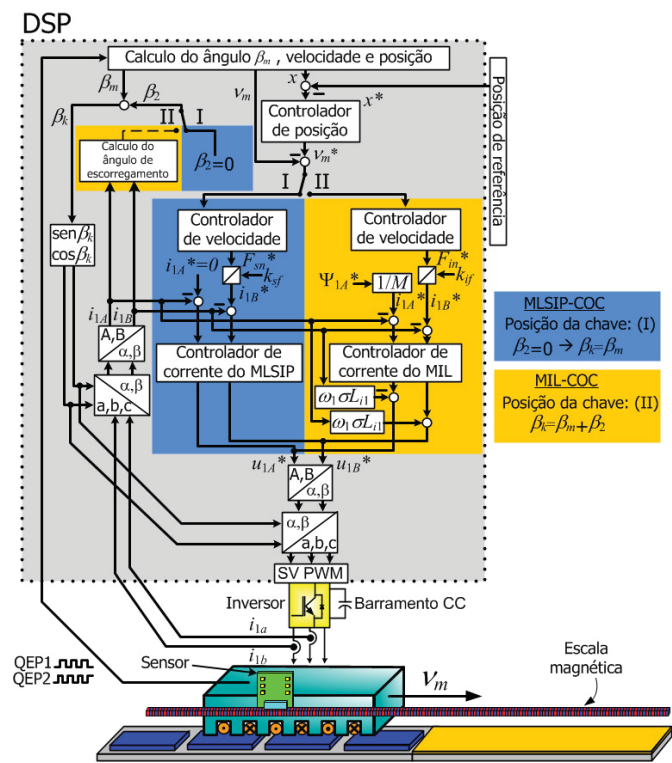 DSP
Calculo do ângulo βm , velocidade e posição
βm
β2
νm
x
x*
Posição de referência
Controlador
de posição
βk
II
I
Calculo do
ângulo de
escorregamento
β2=0
νm*
I
II
Controlador
de velocidade
Controlador
de velocidade
senβk
cosβk
i1A*=0
Fsn*
ksf
i1B*
Ψ1A*
1/M
Fin*
kif
i1A*
i1B*
i1A
i1B
A,B
α,β
Controlador de
corrente do MLSIP
Controlador de
corrente do MIL
α,β
a,b,c
ω1σLi1
ω1σLi1
u1A*
u1B*
A,B
α,β
α,β
a,b,c
SV PWM
MLSIP-COC
Posição da chave: (I)
β2=0 → βk=βm
MIL-COC
Posição da chave: (II)
βk=βm+β2
Inversor
Barramento CC
i1a
i1b
QEP1
QEP2
Sensor
νm
Escala
magnética